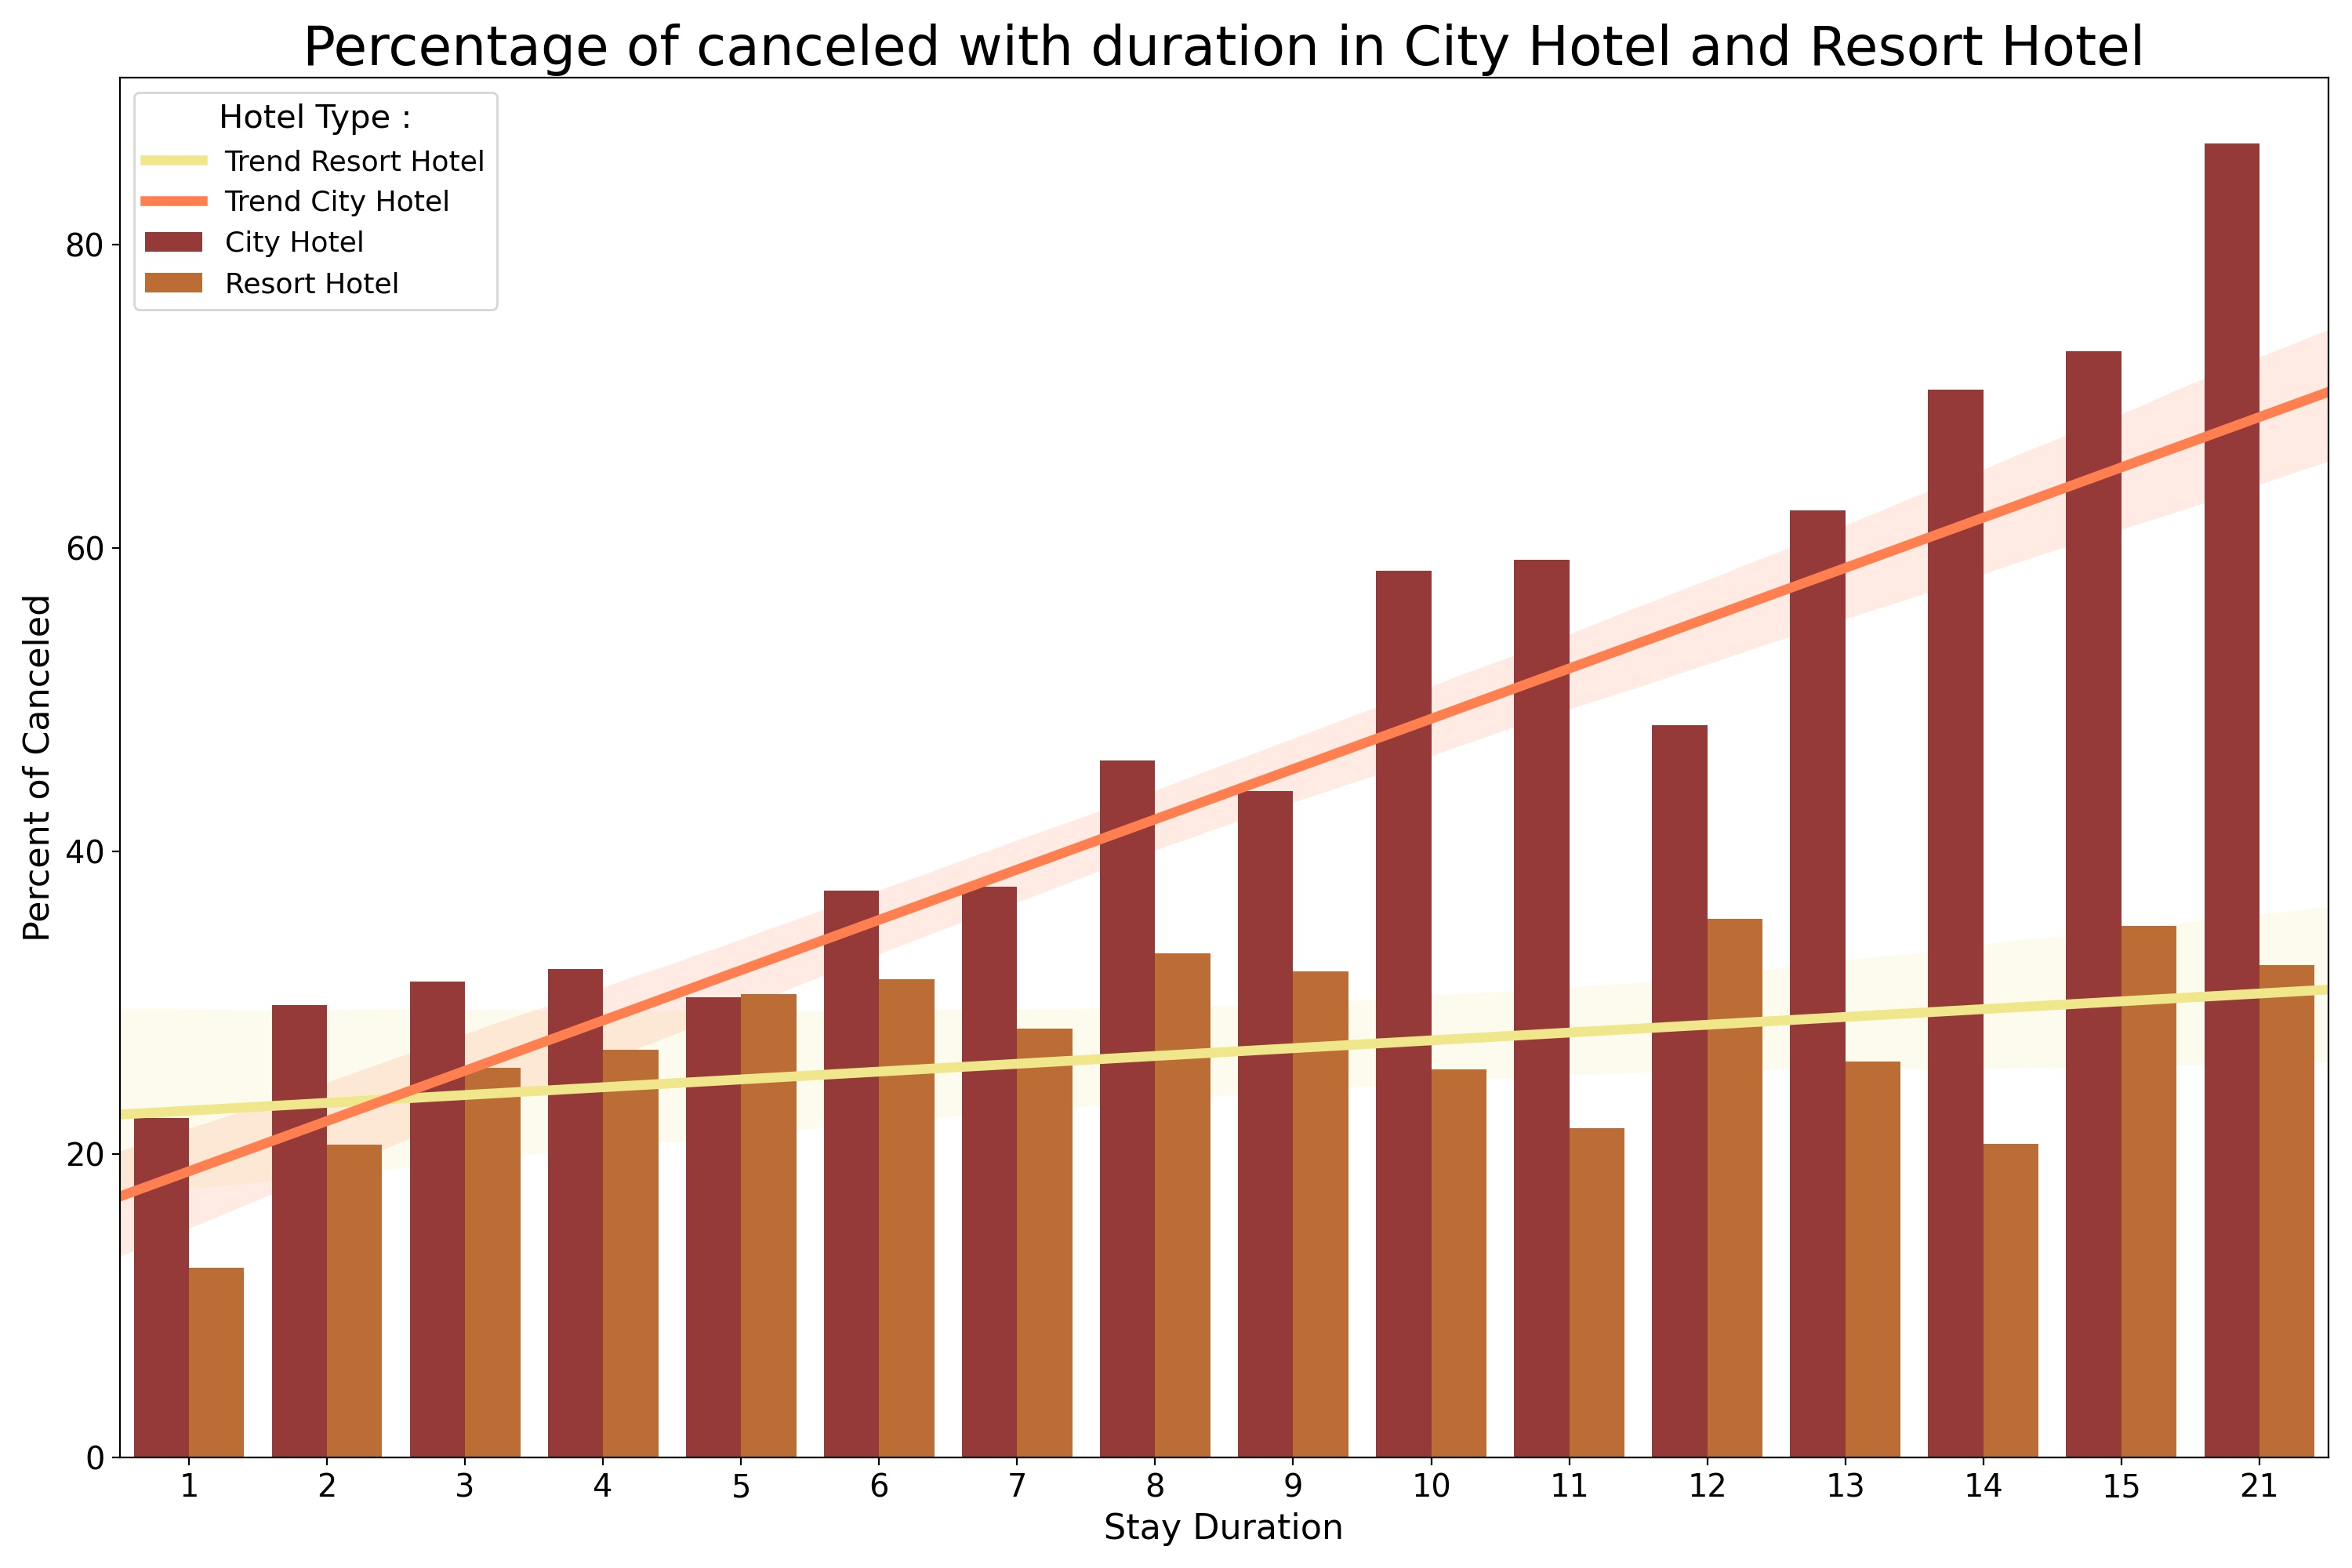 Percentage of canceled with duration in City Hotel and Resort Hotel
Hotel Type :
Trend Resort Hotel
Trend City Hotel
City Hotel
Resort Hotel
Percent of Canceled
80
60
40
20
0
1 2 3 4 5 6 7 8 9 10 11 12 13 14 15 21
Stay Duration